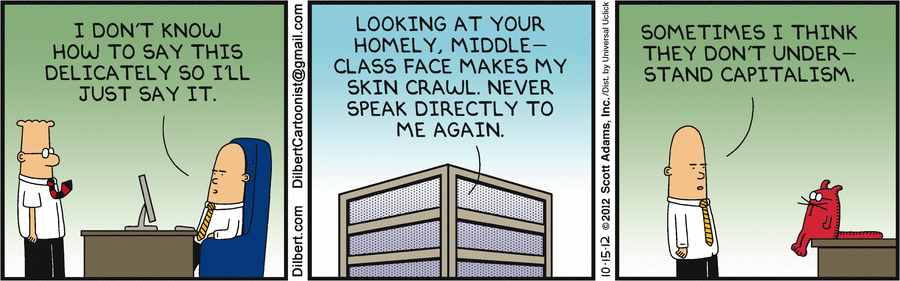 I DON'T KNOW
HOW TO SAY THIS
DELICATELY SO I'LL
JUST SAY IT.
Dilbert.com DilbertCartoonist@gmail.com
LOOKING AT YOUR
HOMELY, MIDDLE-
CLASS FACE MAKES MY
SKIN CRAWL. NEVER
SPEAK DIRECTLY TO
ME AGAIN.
10-15-12 ©2012 Scott Adams, Inc. /Dist. by Universal Uclick
SOMETIMES I THINK
THEY DON'T UNDER-
STAND CAPITALISM.